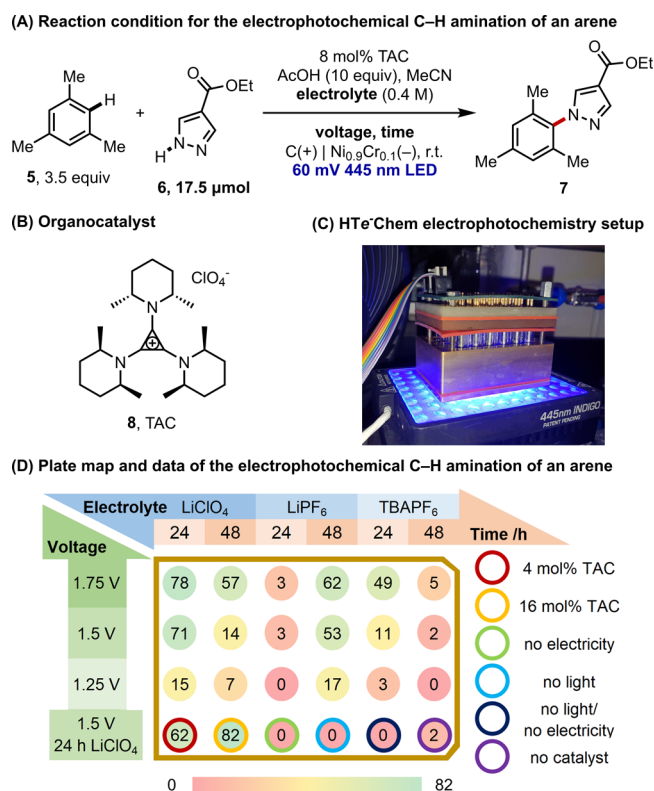 (A) Reaction condition for the electrophotochemical C–H amination of an arene
Me
H
Me
Me
5, 3.5 equiv
+
O
OEt
N
N
H
6, 17.5 μmol
8 mol% TAC
AcOH (10 equiv), MeCN
electrolyte (0.4 M)
voltage, time
C(+) | Ni0.9Cr0.1(–), r.t.
60 mV 445 nm LED
O
OEt
Me
N
N
Me
Me
7
(B) Organocatalyst
ClO4-
N
N
N
+
8, TAC
(C) HTe-Chem electrophotochemistry setup
445nm INDIGO
PATENT PENDING
(D) Plate map and data of the electrophotochemical C–H amination of an arene
Electrolyte LiClO4 LiPF6 TBAPF6
24 48 24 48 24 48 Time /h
Voltage
1.75 V 78 57 3 62 49 5
1.5 V 71 14 3 53 11 2
1.25 V 15 7 0 17 3 0
1.5 V
24 h LiClO4
62 82 0 0 0 2
4 mol% TAC
16 mol% TAC
no electricity
no light
no light/
no electricity
no catalyst
0 82